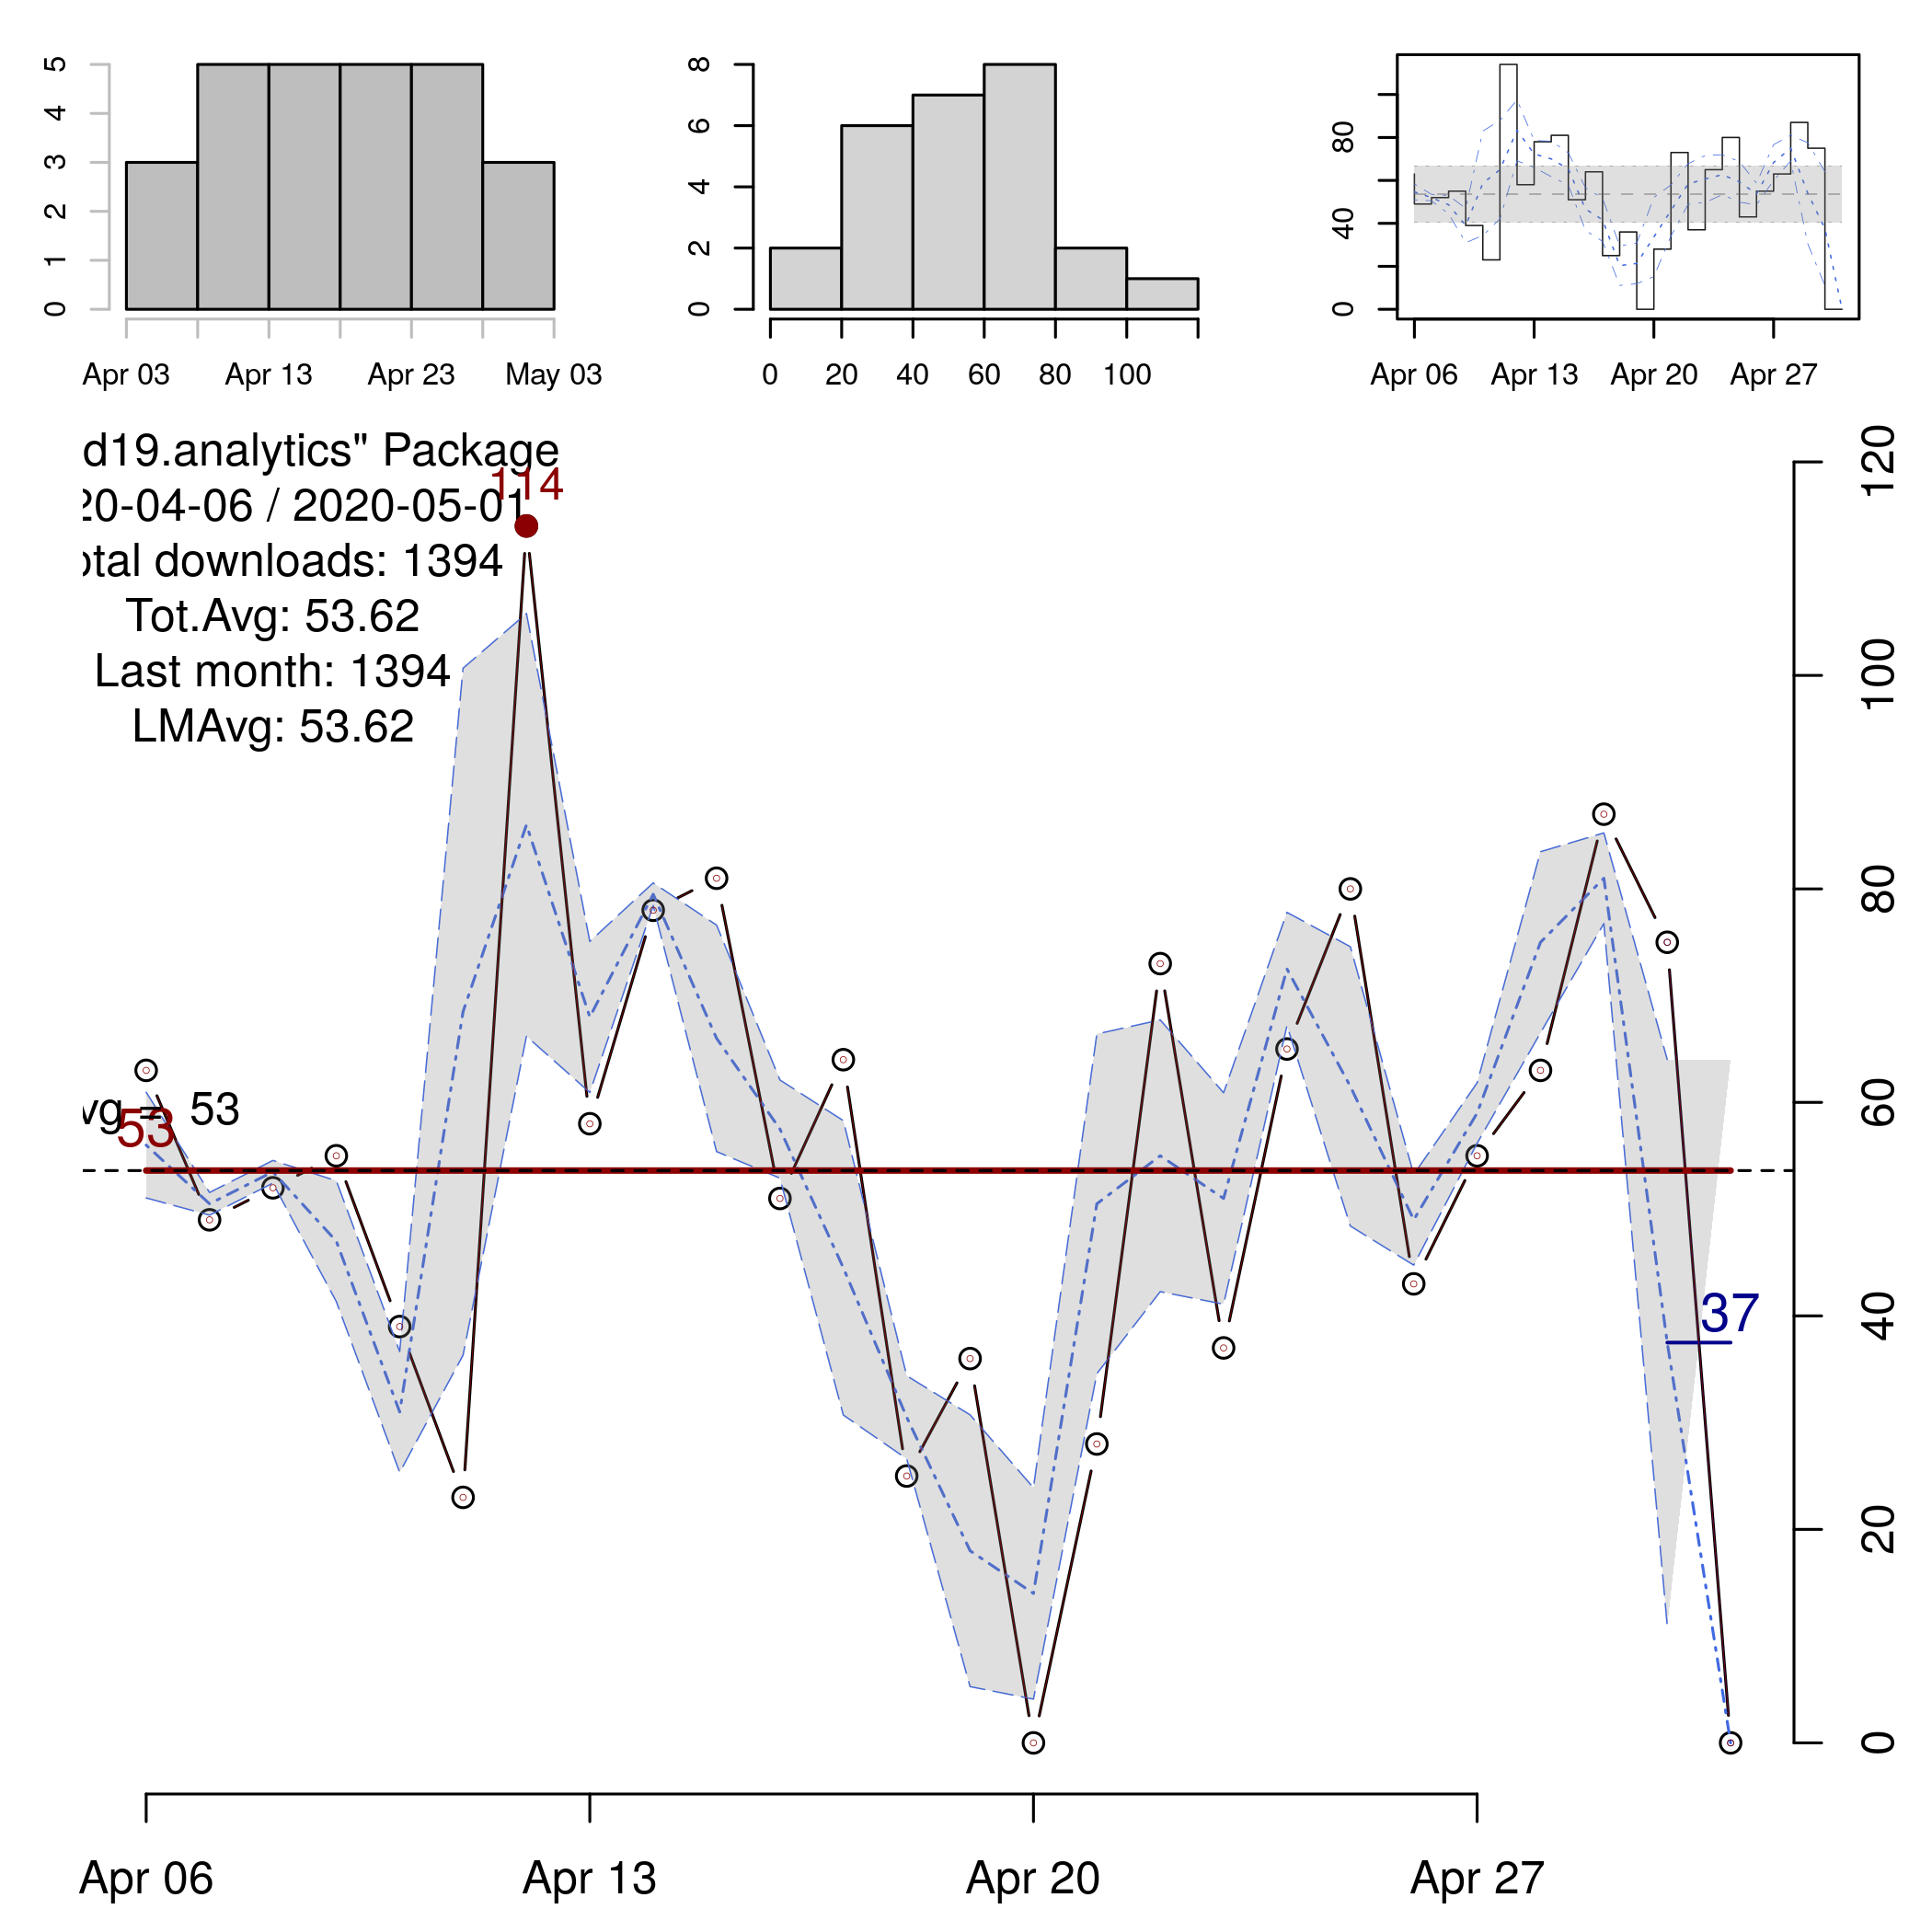 5
4
3
2
1
0
Apr 03 Apr 13 Apr 23 May 03
8
6
4
2
0
0 20 40 60 80 100
80
40
0
Apr 06 Apr 13 Apr 20 Apr 27
d19.analytics" Package
20-04-06 / 2020-05-01
otal downloads: 1394
Tot.Avg: 53.62
Last month: 1394
LMAvg: 53.62
114
vg = 53
53
37
120
100
80
60
40
20
0
Apr 06 Apr 13 Apr 20 Apr 27